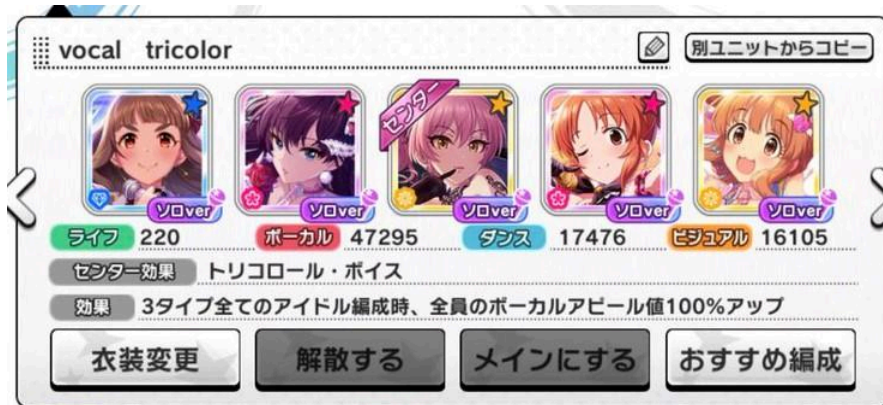 vocal tricolor
別ユニットからコピー
センター
ソロver ソロver ソロver ソロver ソロver
ライフ 220 ボーカル 47295 ダンス 17476 ビジュアル 16105
センター効果 トリコロール・ボイス
効果 3タイプ全てのアイドル編成時、全員のボーカルアピール値100%アップ
衣装変更 解散する メインにする おすすめ編成